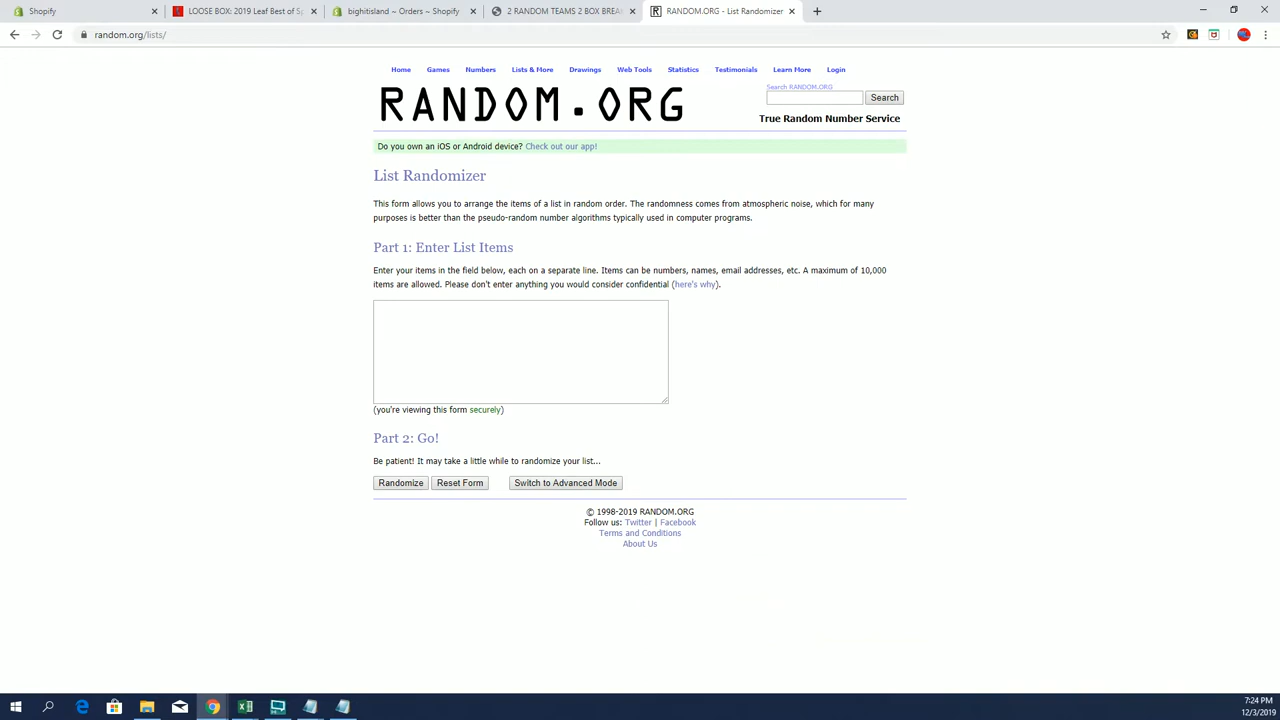 Shopify
LOOSE BOX: 2019 Leaf Best of Sp
bighitisland ~ Orders ~ Shopify
2 RANDOM TEAMS 2 BOX BREA
RANDOM.ORG - List Randomizer
random.org/lists/
Home Games Numbers Lists & More Drawings Web Tools Statistics Testimonials Learn More Login
RANDOM.ORG
Search RANDOM.ORG
Search
True Random Number Service
Do you own an iOS or Android device? Check out our app!
List Randomizer
This form allows you to arrange the items of a list in random order. The randomness comes from atmospheric noise, which for many
purposes is better than the pseudo-random number algorithms typically used in computer programs.
Part 1: Enter List Items
Enter your items in the field below, each on a separate line. Items can be numbers, names, email addresses, etc. A maximum of 10,000
items are allowed. Please don't enter anything you would consider confidential (here's why).
(you're viewing this form securely)
Part 2: Go!
Be patient! It may take a little while to randomize your list...
Randomize Reset Form Switch to Advanced Mode
© 1998-2019 RANDOM.ORG
Follow us: Twitter | Facebook
Terms and Conditions
About Us
7:24 PM
12/3/2019